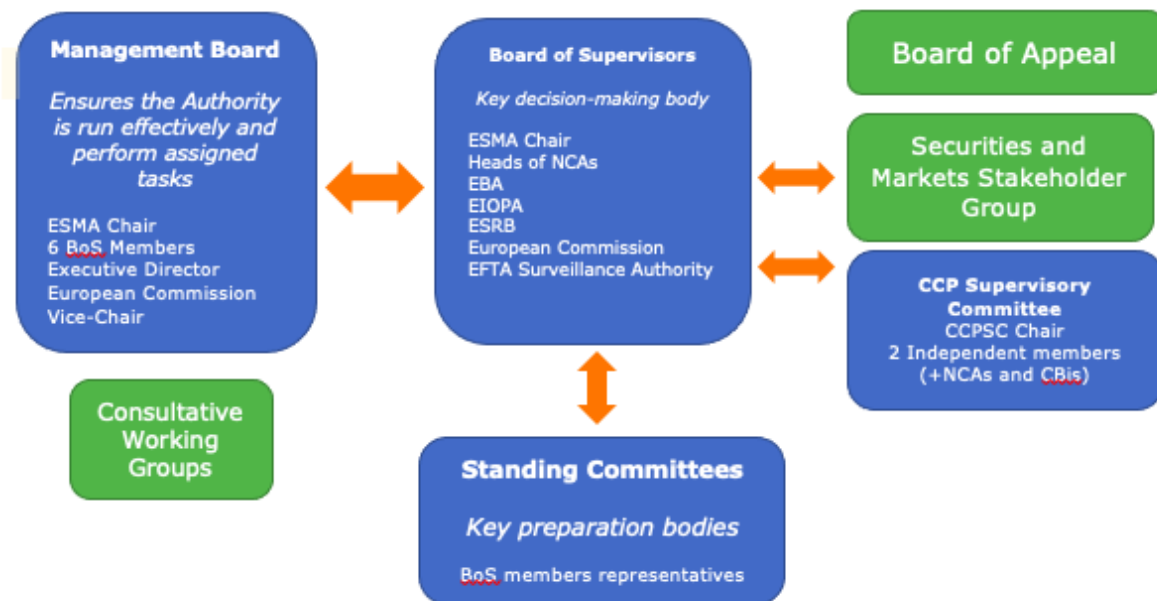 Management Board
Ensures the Authority
is run effectively and
perform assigned
tasks
ESMA Chair
6 BoS Members
Executive Director
European Commission
Vice-Chair
Board of Supervisors
Key decision-making body
ESMA Chair
Heads of NCAs
EBA
EIOPA
ESRB
European Commission
EFTA Surveillance Authority
Board of Appeal
Securities and
Markets Stakeholder
Group
CCP Supervisory
Committee
CCPSC Chair
2 Independent members
(+NCAs and CBis)
Consultative
Working
Groups
Standing Committees
Key preparation bodies
BoS members representatives